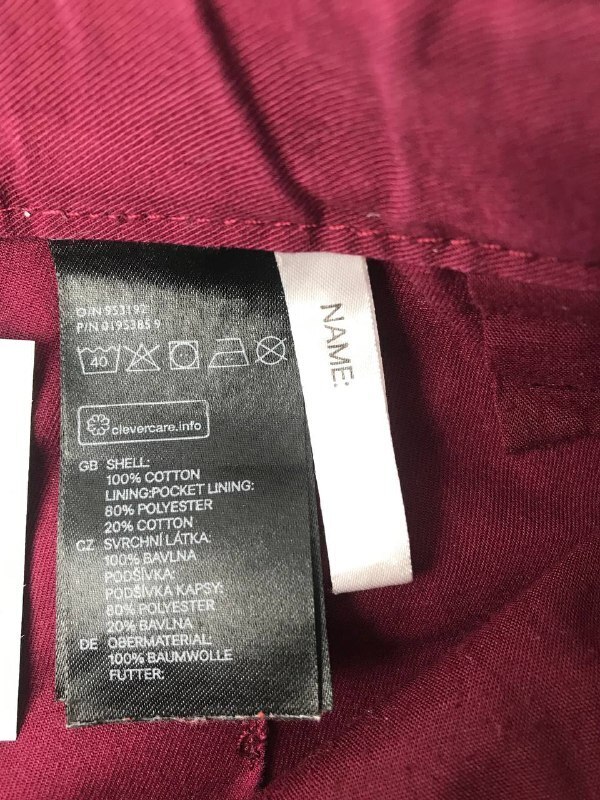 O/N 953192
P/N 0195385 9
40
clevercare.info
GB SHELL:
100% COTTON
LINING:POCKET LINING:
80% POLYESTER
20% COTTON
CZ SVRCHNÍ LÁTKA:
100% BAVLNA
PODŠÍVKA:
PODŠÍVKA KAPSY:
80% POLYESTER
20% BAVLNA
DE OBERMATERIAL:
100% BAUMWOLLE
FUTTER:
NAME: